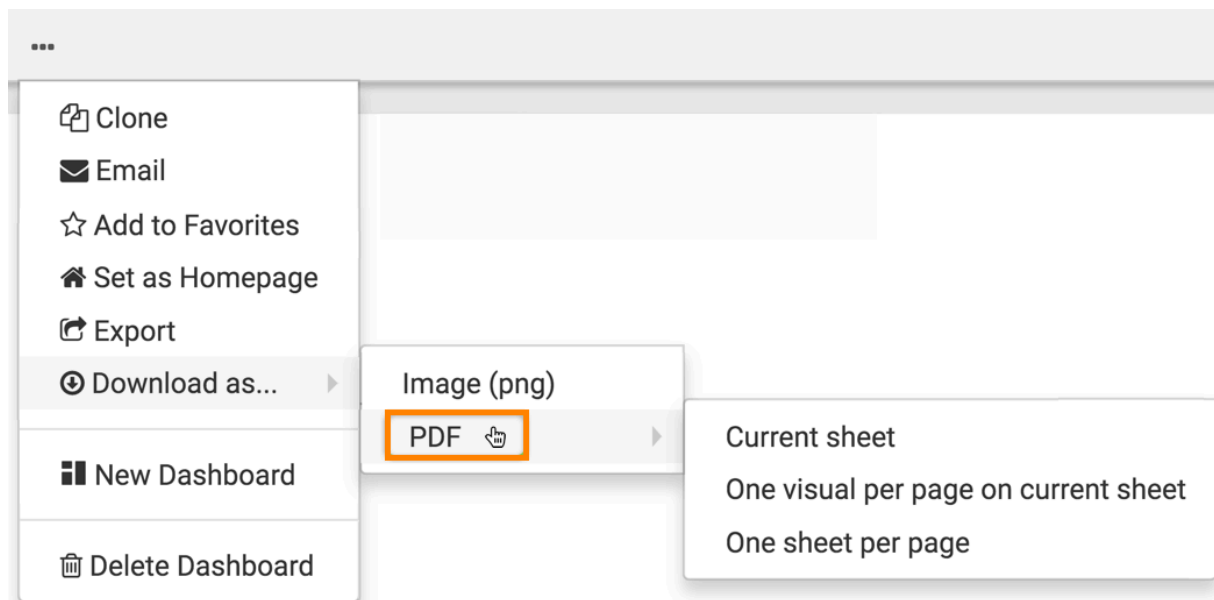 Clone
Email
Add to Favorites
Set as Homepage
Export
Download as...
Image (png)
PDF
Current sheet
One visual per page on current sheet
One sheet per page
New Dashboard
Delete Dashboard